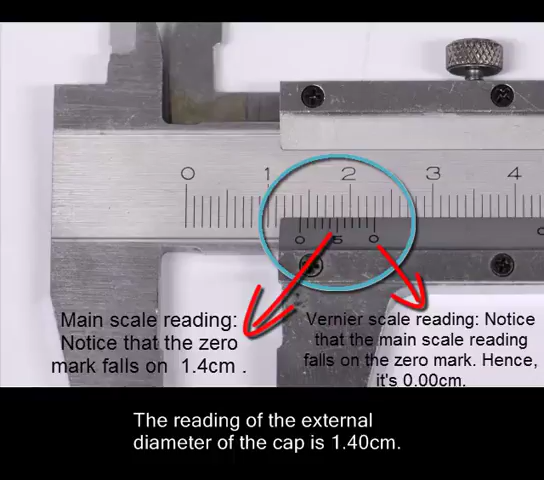 0 1 2 3 4
0 5 0
Main scale reading:
Notice that the zero
mark falls on 1.4cm .
Vernier scale reading: Notice
that the main scale reading
falls on the zero mark. Hence,
it's 0.00cm.
The reading of the external
diameter of the cap is 1.40cm.